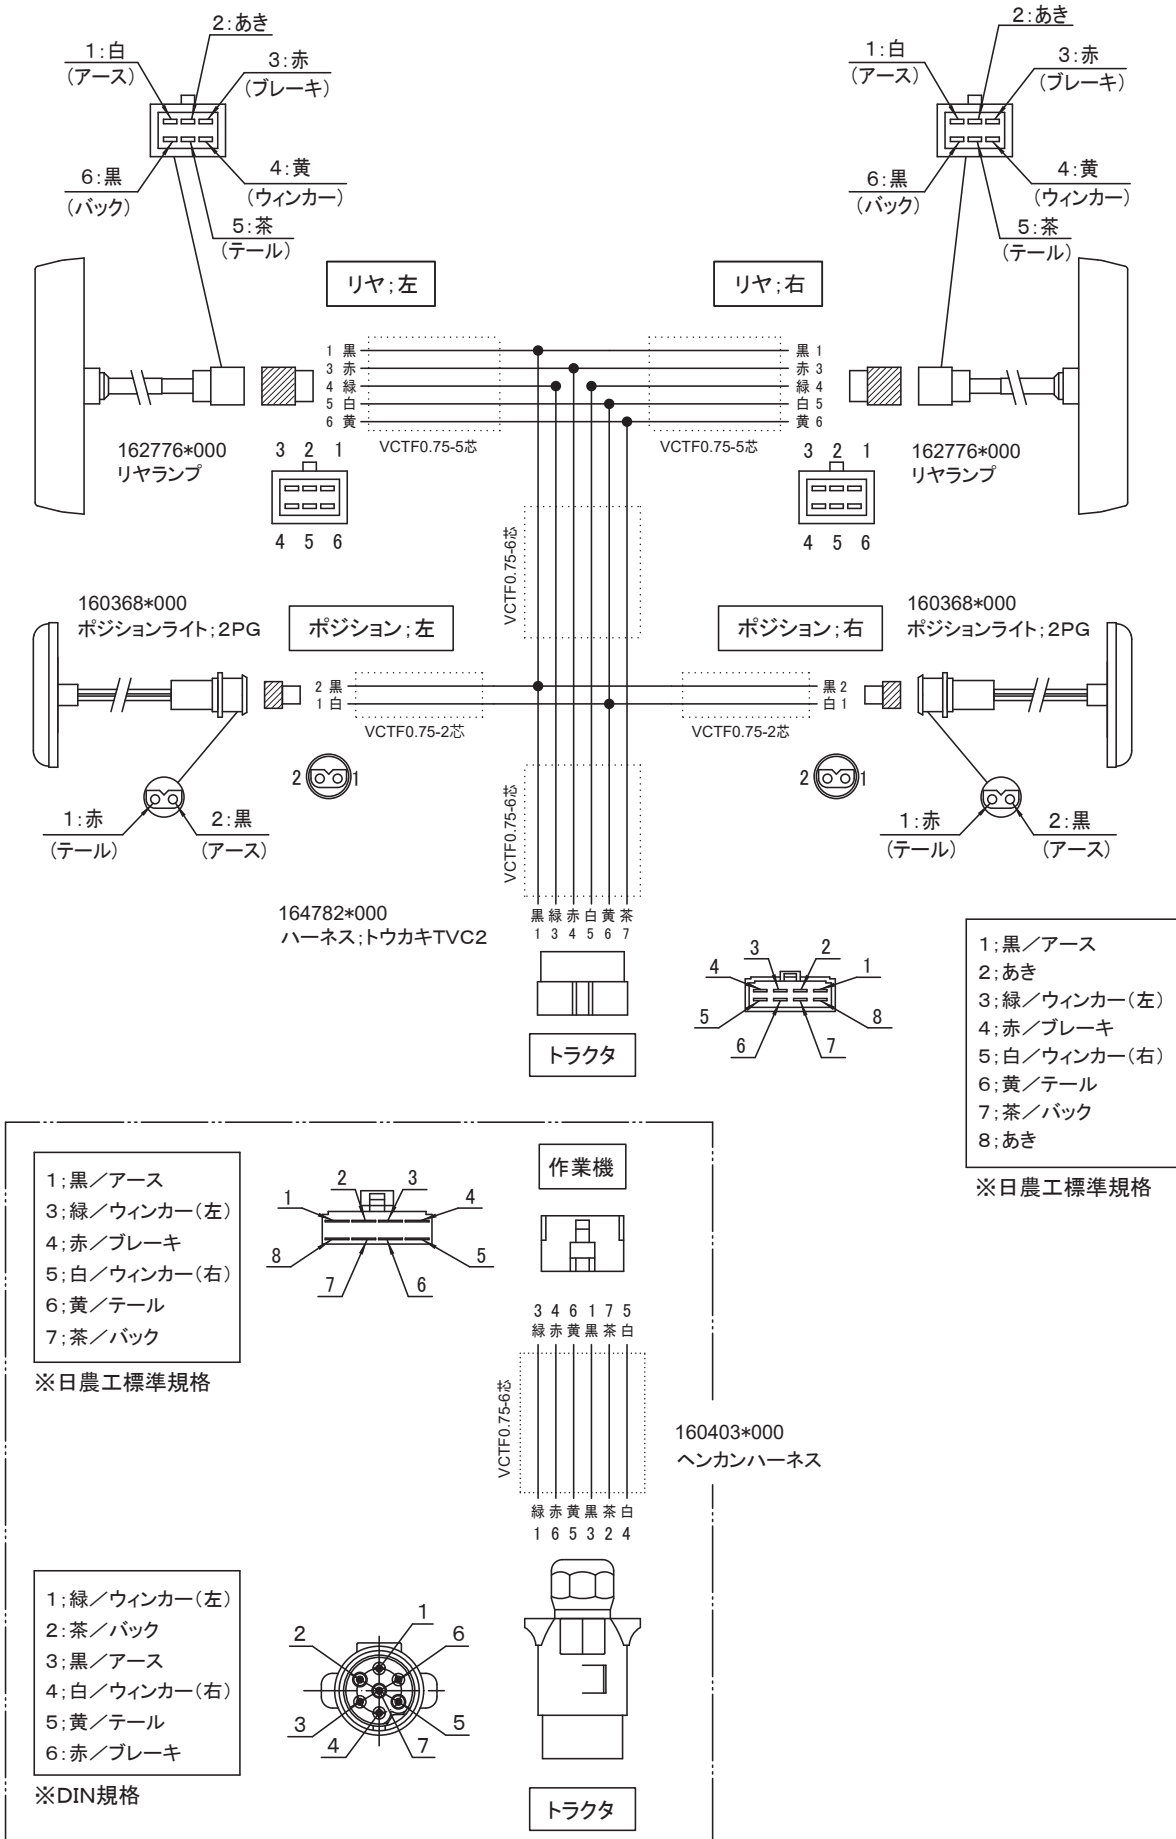 2:あき
1:白
(アース)
3:赤
(ブレーキ)
6:黒
(バック)
4:黄
(ウィンカー)
5:茶
(テール)
2:あき
1:白
(アース)
3:赤
(ブレーキ)
6:黒
(バック)
4:黄
(ウィンカー)
5:茶
(テール)
リヤ;左
リヤ;右
1 黒
3 赤
4 緑
5 白
6 黄
黒 1
赤 3
緑 4
白 5
黄 6
VCTF0.75-5芯
VCTF0.75-5芯
162776*000
リヤランプ
3 2 1
4 5 6
3 2 1
4 5 6
162776*000
リヤランプ
VCTF0.75-6芯
160368*000
ポジションライト;2PG
ポジション;左
ポジション;右
160368*000
ポジションライト;2PG
2 黒
1 白
黒 2
白 1
VCTF0.75-2芯
VCTF0.75-2芯
2 1
2 1
1:赤
(テール)
2:黒
(アース)
1:赤
(テール)
2:黒
(アース)
VCTF0.75-6芯
164782*000
ハーネス;トウカキTVC2
黒 緑 赤 白 黄 茶
1 3 4 5 6 7
トラクタ
4 3 2 1
5 6 7 8
1;黒/アース
2;あき
3;緑/ウィンカー(左)
4;赤/ブレーキ
5;白/ウィンカー(右)
6;黄/テール
7;茶/バック
8;あき
※日農工標準規格
1;黒/アース
3;緑/ウィンカー(左)
4;赤/ブレーキ
5;白/ウィンカー(右)
6;黄/テール
7;茶/バック
※日農工標準規格
1 2 3 4
8 7 6 5
作業機
3 4 6 1 7 5
緑 赤 黄 黒 茶 白
VCTF0.75-6芯
160403*000
ヘンカンハーネス
緑 赤 黄 黒 茶 白
1 6 5 3 2 4
1;緑/ウィンカー(左)
2:茶/バック
3;黒/アース
4;白/ウィンカー(右)
5;黄/テール
6:赤/ブレーキ
※DIN規格
2 1 6
3 4 7 5
トラクタ